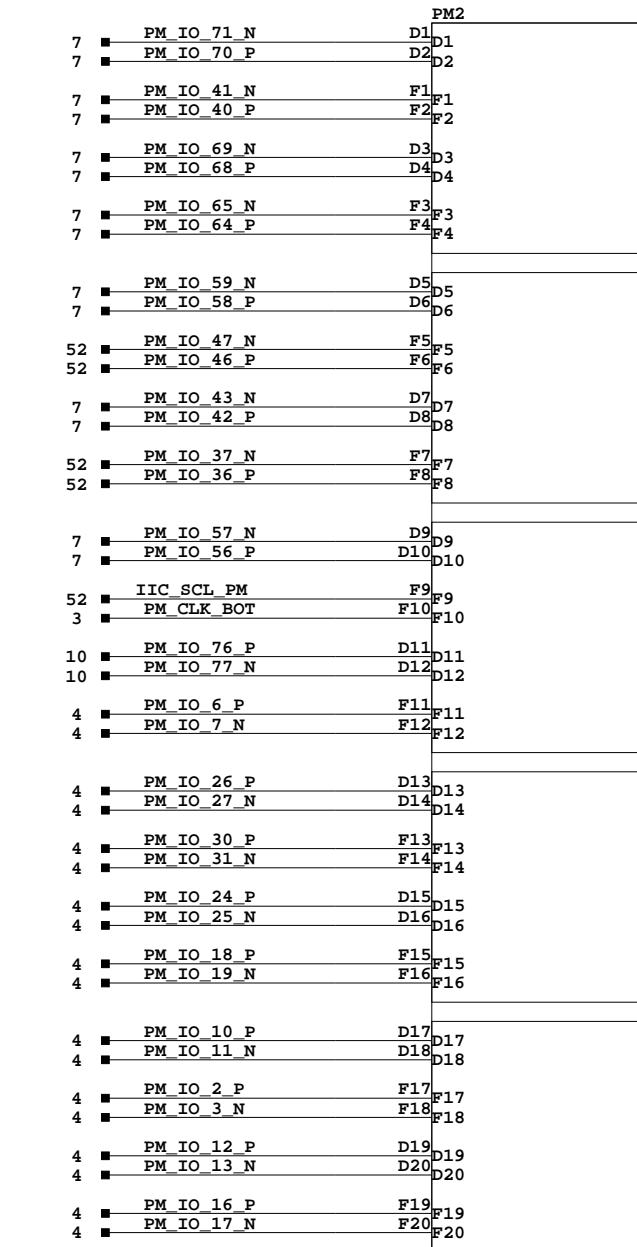 PM2
7 PM_IO_71_N D1 D1
7 PM_IO_70_P D2 D2
7 PM_IO_41_N F1 F1
7 PM_IO_40_P F2 F2
7 PM_IO_69_N D3 D3
7 PM_IO_68_P D4 D4
7 PM_IO_65_N F3 F3
7 PM_IO_64_P F4 F4
7 PM_IO_59_N D5 D5
7 PM_IO_58_P D6 D6
52 PM_IO_47_N F5 F5
52 PM_IO_46_P F6 F6
7 PM_IO_43_N D7 D7
7 PM_IO_42_P D8 D8
52 PM_IO_37_N F7 F7
52 PM_IO_36_P F8 F8
7 PM_IO_57_N D9 D9
7 PM_IO_56_P D10 D10
52 IIC_SCL_PM F9 F9
3 PM_CLK_BOT F10 F10
10 PM_IO_76_P D11 D11
10 PM_IO_77_N D12 D12
4 PM_IO_6_P F11 F11
4 PM_IO_7_N F12 F12
4 PM_IO_26_P D13 D13
4 PM_IO_27_N D14 D14
4 PM_IO_30_P F13 F13
4 PM_IO_31_N F14 F14
4 PM_IO_24_P D15 D15
4 PM_IO_25_N D16 D16
4 PM_IO_18_P F15 F15
4 PM_IO_19_N F16 F16
4 PM_IO_10_P D17 D17
4 PM_IO_11_N D18 D18
4 PM_IO_2_P F17 F17
4 PM_IO_3_N F18 F18
4 PM_IO_12_P D19 D19
4 PM_IO_13_N D20 D20
4 PM_IO_16_P F19 F19
4 PM_IO_17_N F20 F20